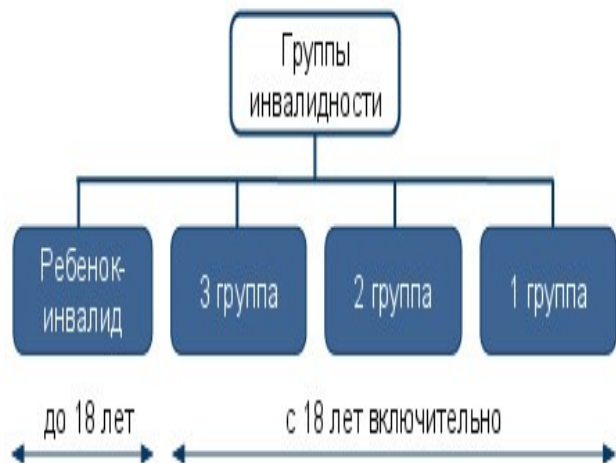 Группы
инвалидности
Ребенок-
инвалид
3 группа
2 группа
1 группа
до 18 лет
с 18 лет включительно